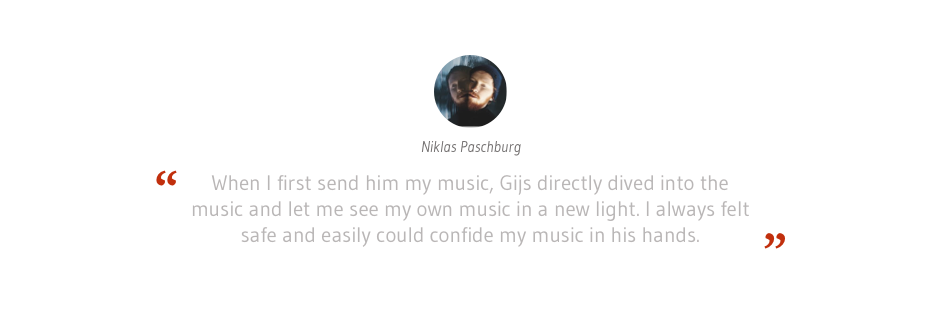 Niklas Paschburg
“ When I first send him my music, Gijs directly dived into the
music and let me see my own music in a new light. I always felt
safe and easily could confide my music in his hands. ”